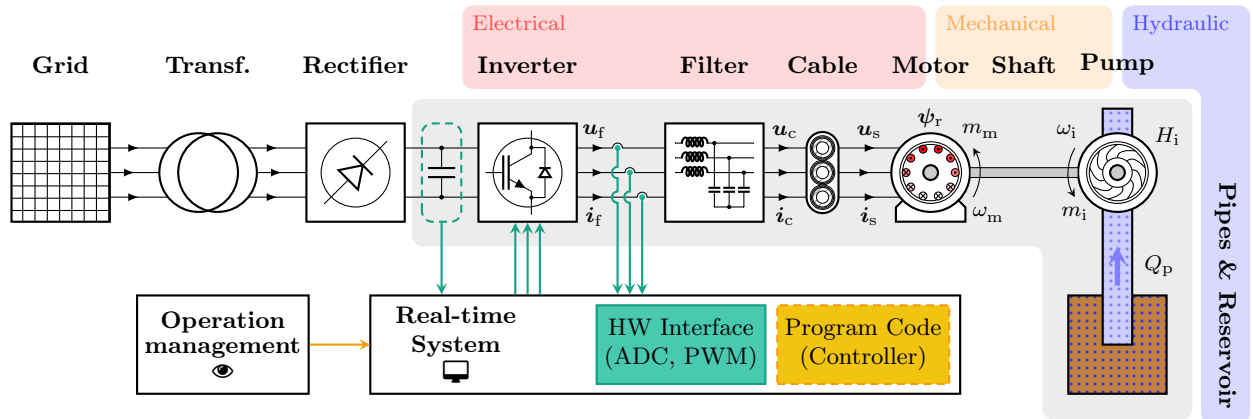 Electrical
Mechanical
Hydraulic
Grid
Transf.
Rectifier
Inverter
Filter
Cable
Motor
Shaft
Pump
u_f
u_c
u_s
ψ_r
m_m
ω_i
H_i
i_f
i_c
i_s
ω_m
m_i
Q_p
Pipes & Reservoir
Operation
management
Real-time
System
HW Interface
(ADC, PWM)
Program Code
(Controller)